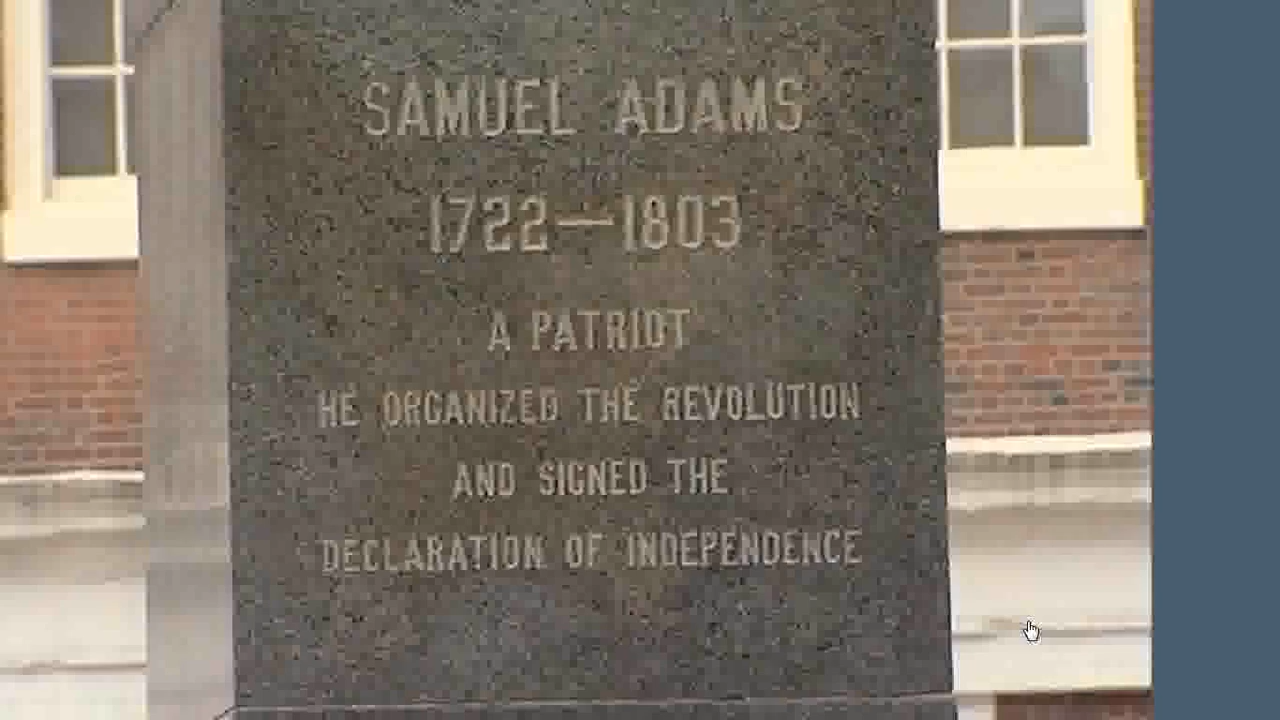 SAMUEL ADAMS
1722—1803
A PATRIOT
HE ORGANIZED THE REVOLUTION
AND SIGNED THE
DECLARATION OF INDEPENDENCE